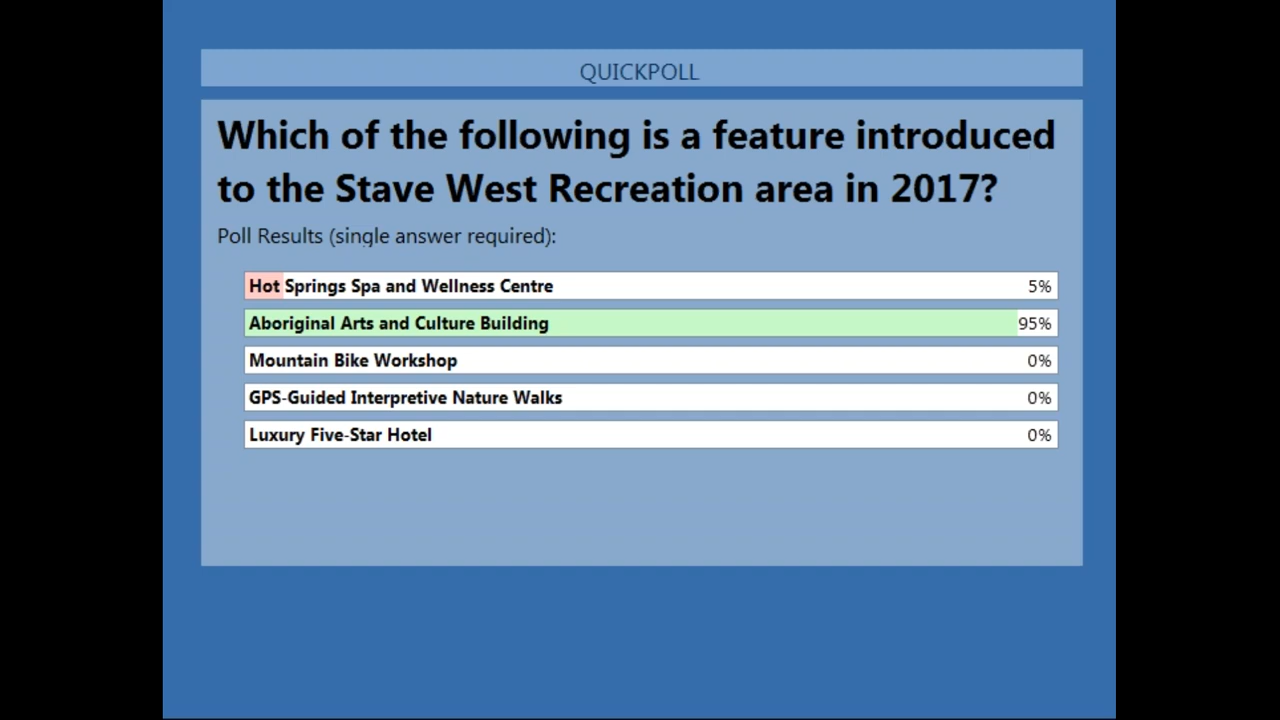 QUICKPOLL
Which of the following is a feature introduced
to the Stave West Recreation area in 2017?
Poll Results (single answer required):
Hot Springs Spa and Wellness Centre 5%
Aboriginal Arts and Culture Building 95%
Mountain Bike Workshop 0%
GPS-Guided Interpretive Nature Walks 0%
Luxury Five-Star Hotel 0%